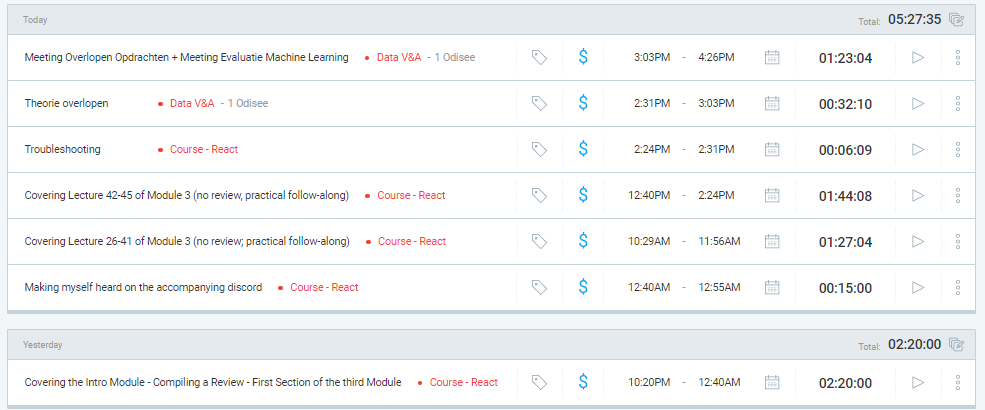 Today Total: 05:27:35
Meeting Overlopen Opdrachten + Meeting Evaluatie Machine Learning • Data V&A - 1 Odisee $ 3:03PM - 4:26PM 01:23:04
Theorie overlopen • Data V&A - 1 Odisee $ 2:31PM - 3:03PM 00:32:10
Troubleshooting • Course - React $ 2:24PM - 2:31PM 00:06:09
Covering Lecture 42-45 of Module 3 (no review, practical follow-along) • Course - React $ 12:40PM - 2:24PM 01:44:08
Covering Lecture 26-41 of Module 3 (no review; practical follow-along) • Course - React $ 10:29AM - 11:56AM 01:27:04
Making myself heard on the accompanying discord • Course - React $ 12:40AM - 12:55AM 00:15:00
Yesterday Total: 02:20:00
Covering the Intro Module - Compiling a Review - First Section of the third Module • Course - React $ 10:20PM - 12:40AM 02:20:00